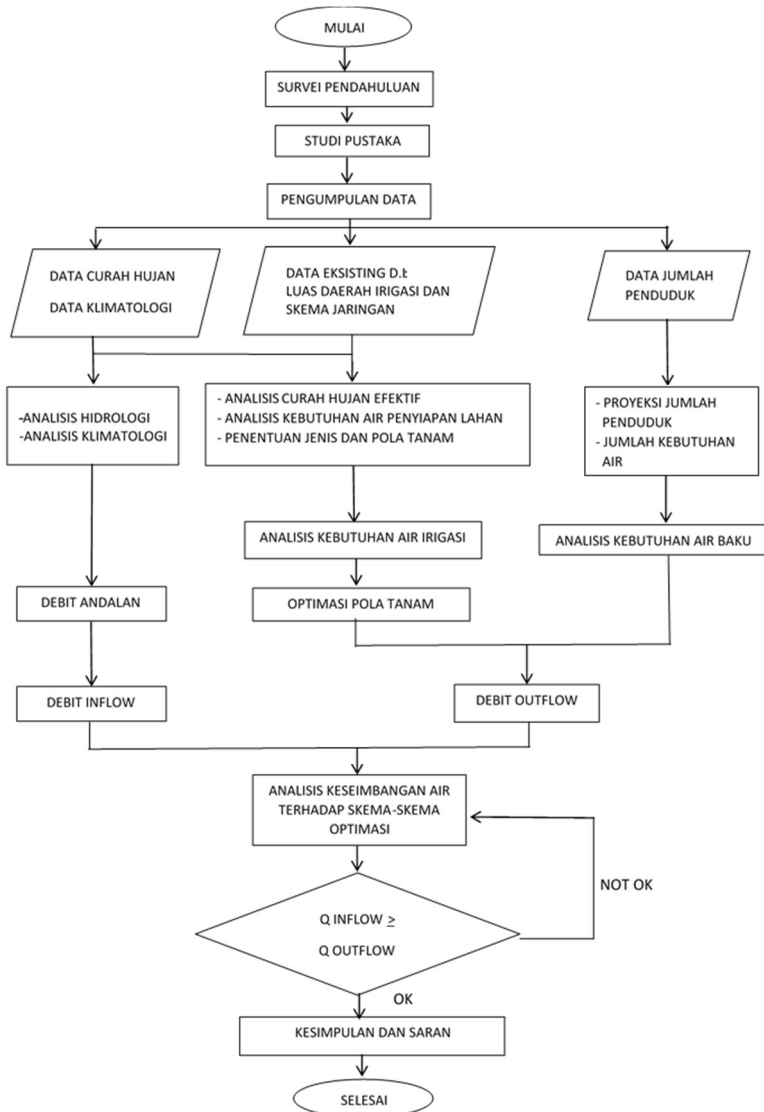 MULAI
SURVEI PENDAHULUAN
STUDI PUSTAKA
PENGUMPULAN DATA
DATA CURAH HUJAN
DATA KLIMATOLOGI
DATA EKSISTING D.I:
LUAS DAERAH IRIGASI DAN
SKEMA JARINGAN
DATA JUMLAH
PENDUDUK
-ANALISIS HIDROLOGI
-ANALISIS KLIMATOLOGI
- ANALISIS CURAH HUJAN EFEKTIF
- ANALISIS KEBUTUHAN AIR PENYIAPAN LAHAN
- PENENTUAN JENIS DAN POLA TANAM
- PROYEKSI JUMLAH
PENDUDUK
- JUMLAH KEBUTUHAN
AIR
ANALISIS KEBUTUHAN AIR IRIGASI
ANALISIS KEBUTUHAN AIR BAKU
DEBIT ANDALAN
OPTIMASI POLA TANAM
DEBIT INFLOW
DEBIT OUTFLOW
ANALISIS KESEIMBANGAN AIR
TERHADAP SKEMA-SKEMA
OPTIMASI
NOT OK
Q INFLOW ≥
Q OUTFLOW
OK
KESIMPULAN DAN SARAN
SELESAI